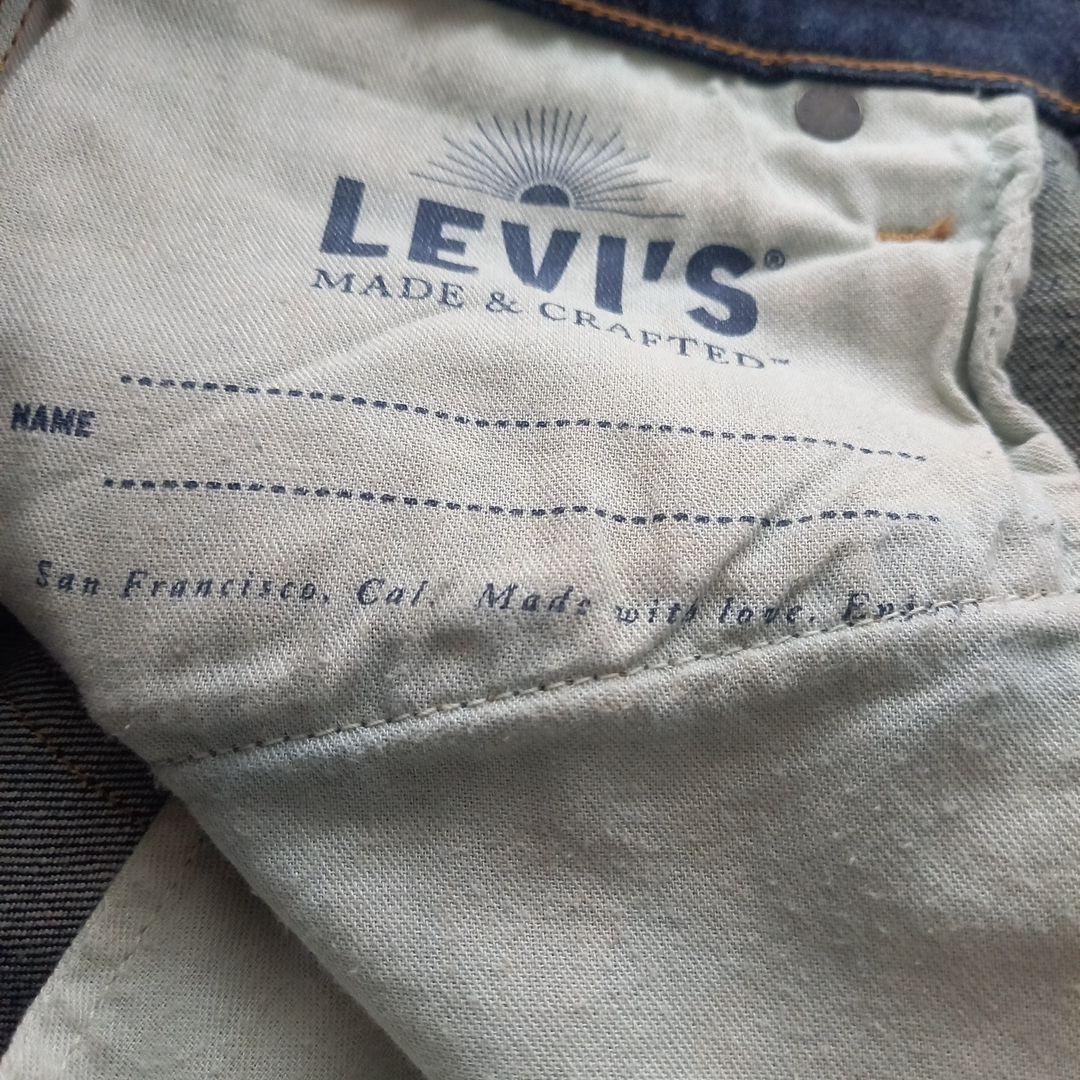 LEVI'S®
MADE & CRAFTED™
NAME
San Francisco, Cal. Made with love.